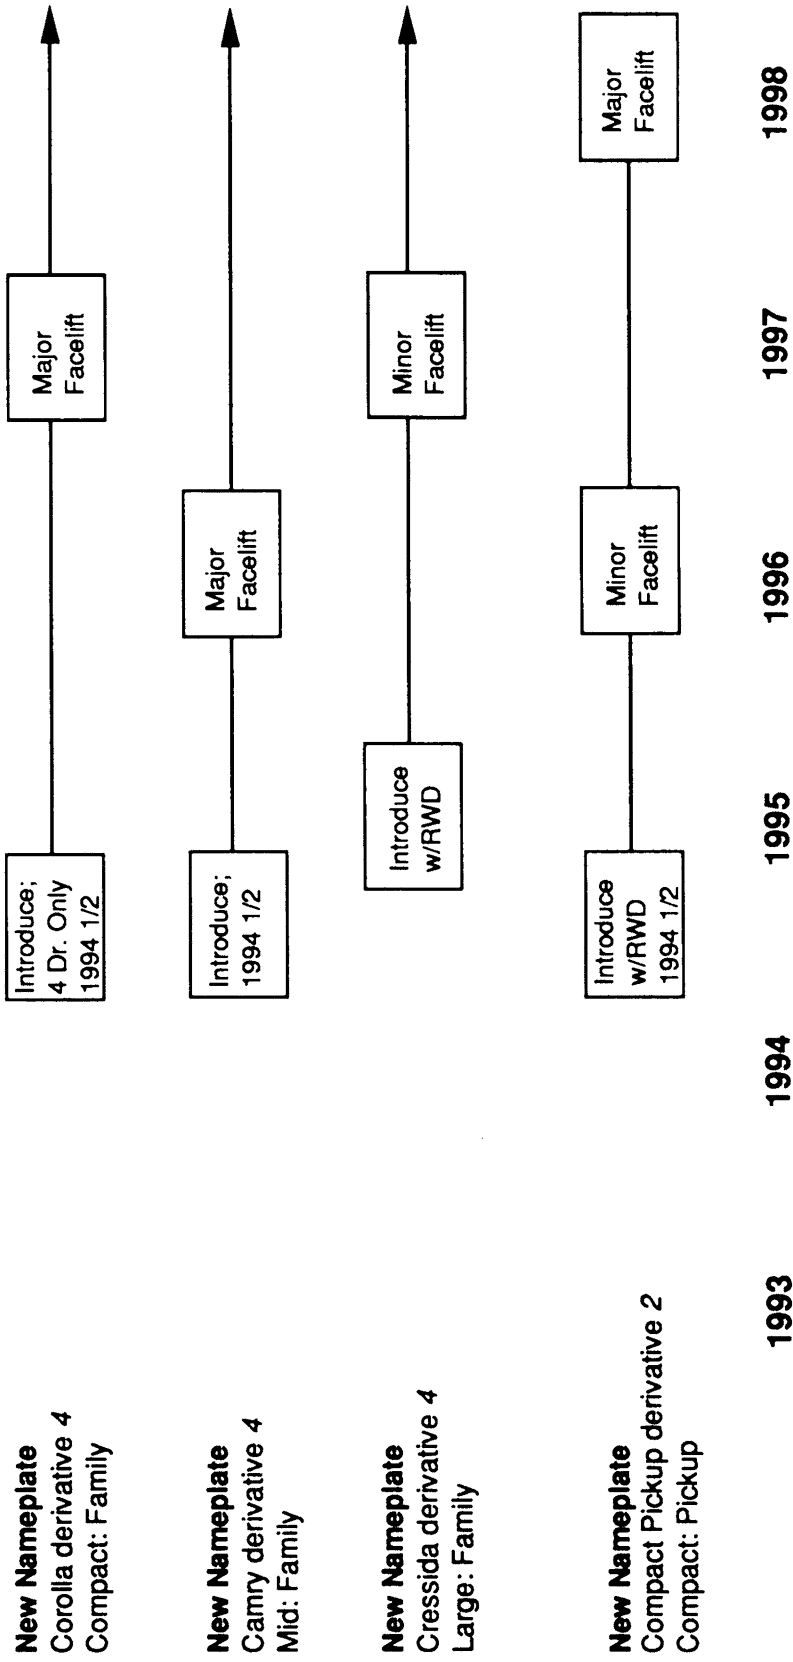 New Nameplate
Corolla derivative 4
Compact: Family
Introduce;
4 Dr. Only
1994 1/2
Major
Facelift
New Nameplate
Camry derivative 4
Mid: Family
Introduce;
1994 1/2
Major
Facelift
New Nameplate
Cressida derivative 4
Large: Family
Introduce
w/RWD
Minor
Facelift
New Nameplate
Compact Pickup derivative 2
Compact: Pickup
Introduce
w/RWD
1994 1/2
Minor
Facelift
Major
Facelift
1993
1994
1995
1996
1997
1998